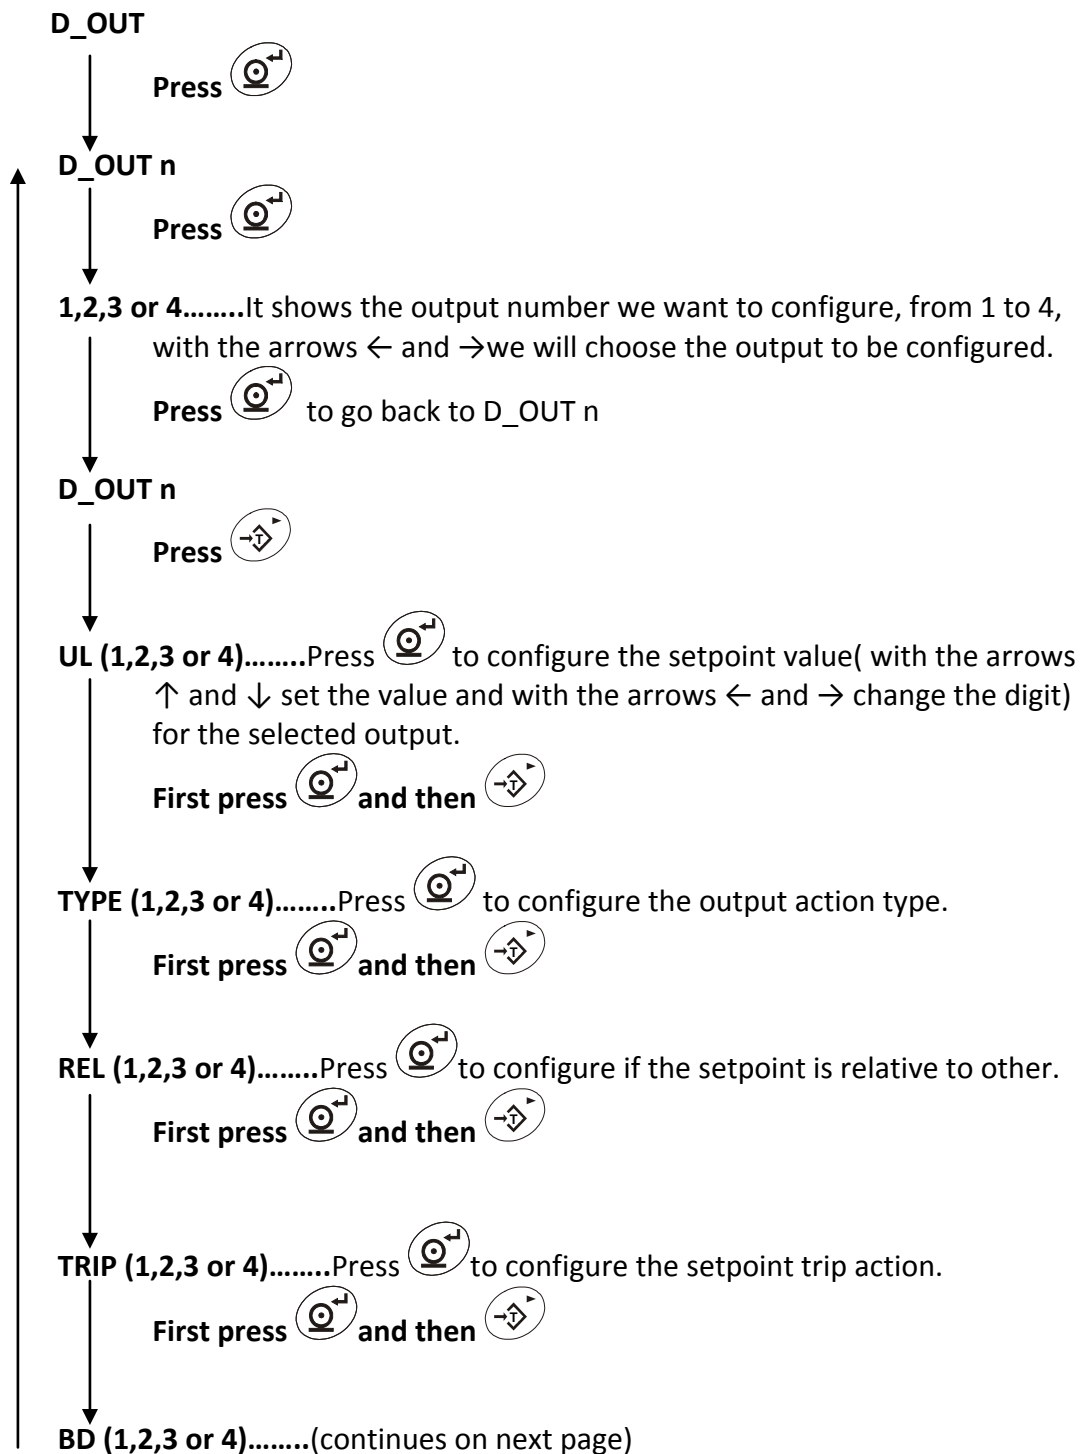 D_OUT
Press
D_OUT n
Press
1,2,3 or 4……..It shows the output number we want to configure, from 1 to 4,
with the arrows ← and →we will choose the output to be configured.
Press to go back to D_OUT n
D_OUT n
Press →T
UL (1,2,3 or 4)……..Press to configure the setpoint value( with the arrows
↑ and ↓ set the value and with the arrows ← and → change the digit)
for the selected output.
First press and then →T
TYPE (1,2,3 or 4)……..Press to configure the output action type.
First press and then →T
REL (1,2,3 or 4)……..Press to configure if the setpoint is relative to other.
First press and then →T
TRIP (1,2,3 or 4)……..Press to configure the setpoint trip action.
First press and then →T
BD (1,2,3 or 4)……..(continues on next page)